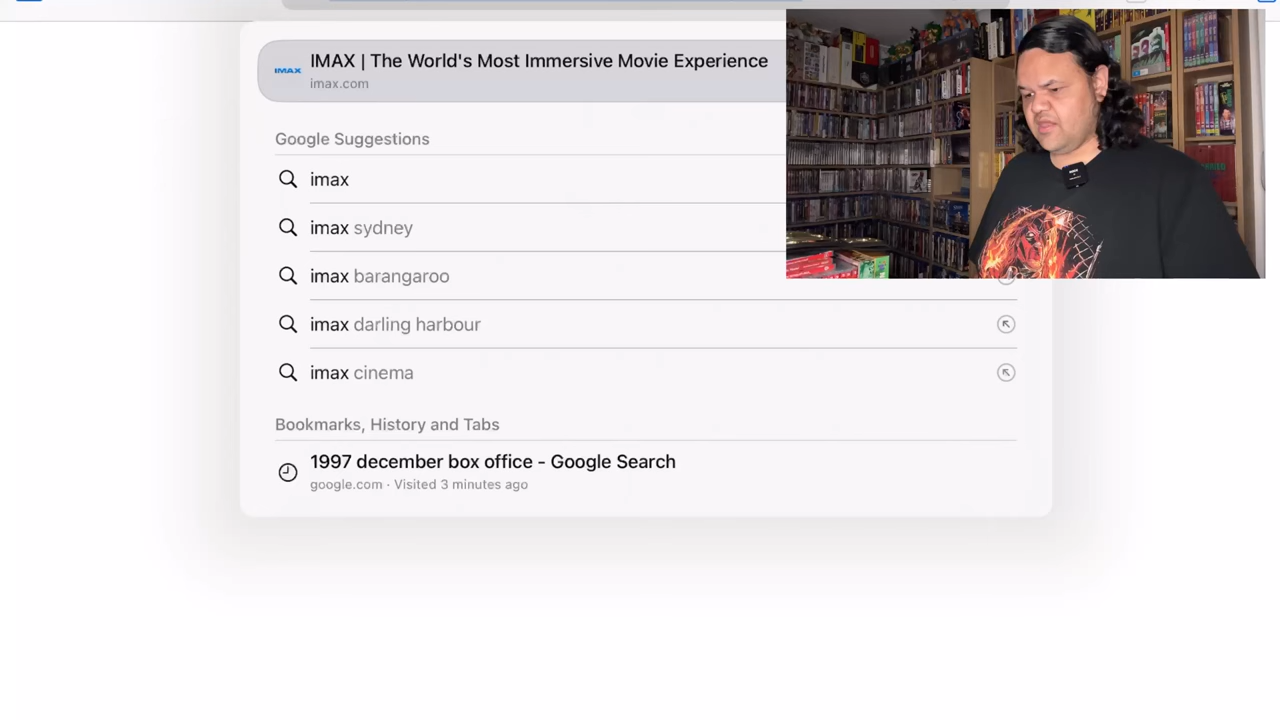 IMAX | The World's Most Immersive Movie Experience
IMAX
imax.com
Google Suggestions
imax
imax sydney
imax barangaroo
imax darling harbour
imax cinema
Bookmarks, History and Tabs
1997 december box office - Google Search
google.com · Visited 3 minutes ago